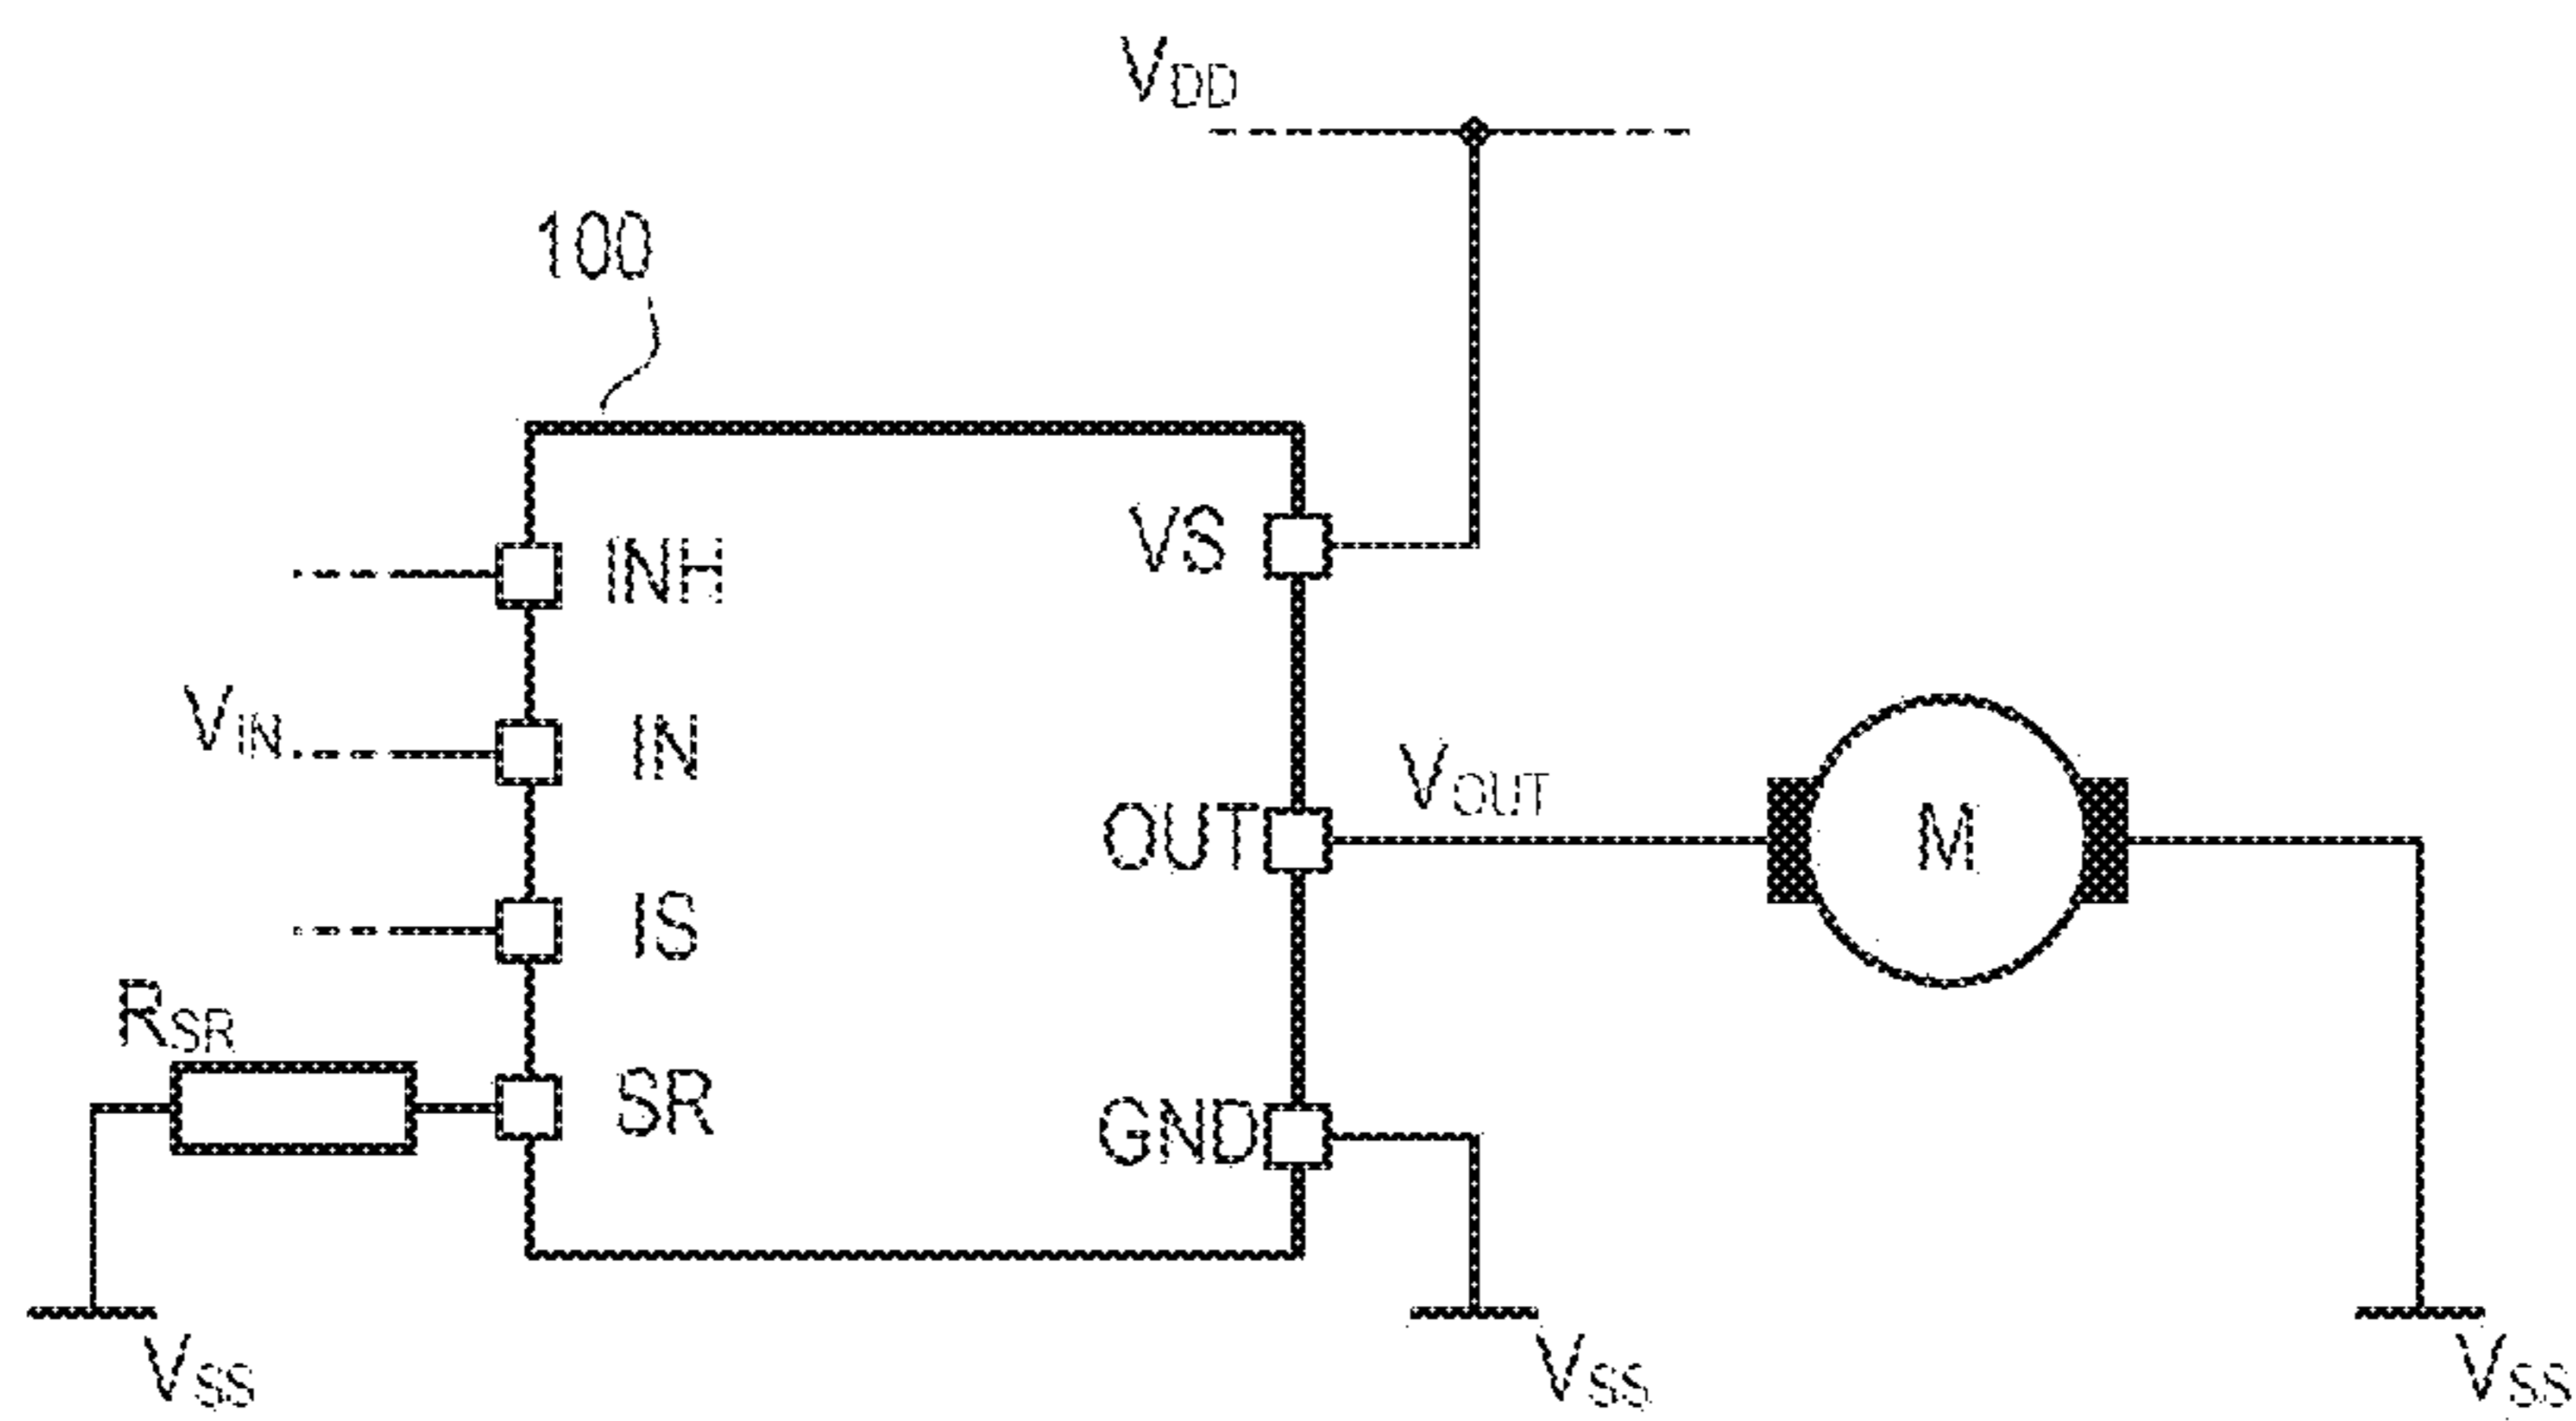 VDD
100
INH
VS
VIN
IN
VOUT
OUT
M
IS
RSR
SR
GND
VSS
VSS
VSS